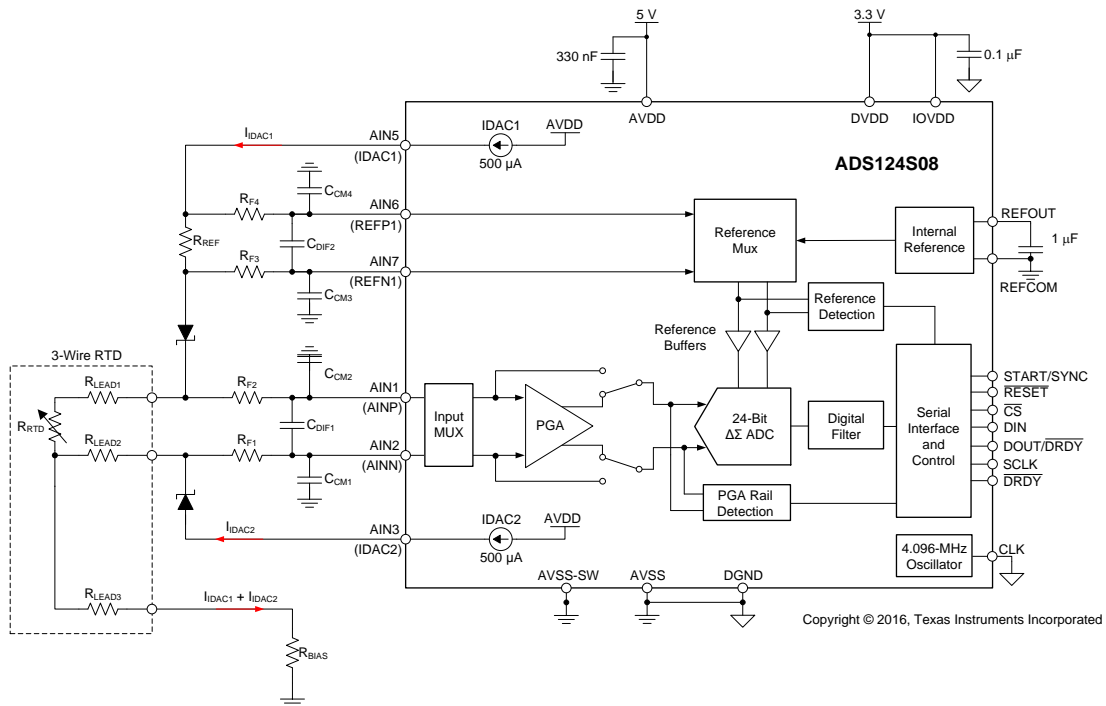 5 V
3.3 V
330 nF
0.1 µF
AVDD
DVDD
IOVDD
ADS124S08
IIDAC1
AIN5
(IDAC1)
IDAC1
500 µA
AVDD
CCM4
RF4
AIN6
(REFP1)
RREF
CDIF2
RF3
AIN7
(REFN1)
CCM3
Reference
Mux
Internal
Reference
REFOUT
1 µF
REFCOM
Reference
Detection
Reference
Buffers
3-Wire RTD
RLEAD1
RF2
CCM2
AIN1
(AINP)
RRTD
CDIF1
RLEAD2
RF1
AIN2
(AINN)
CCM1
Input
MUX
PGA
24-Bit
ΔΣ ADC
Digital
Filter
Serial
Interface
and
Control
START/SYNC
RESET
CS
DIN
DOUT/DRDY
SCLK
DRDY
PGA Rail
Detection
IIDAC2
AIN3
(IDAC2)
IDAC2
500 µA
AVDD
4.096-MHz
Oscillator
CLK
AVSS-SW
AVSS
DGND
RLEAD3
IIDAC1 + IIDAC2
RBIAS
Copyright © 2016, Texas Instruments Incorporated